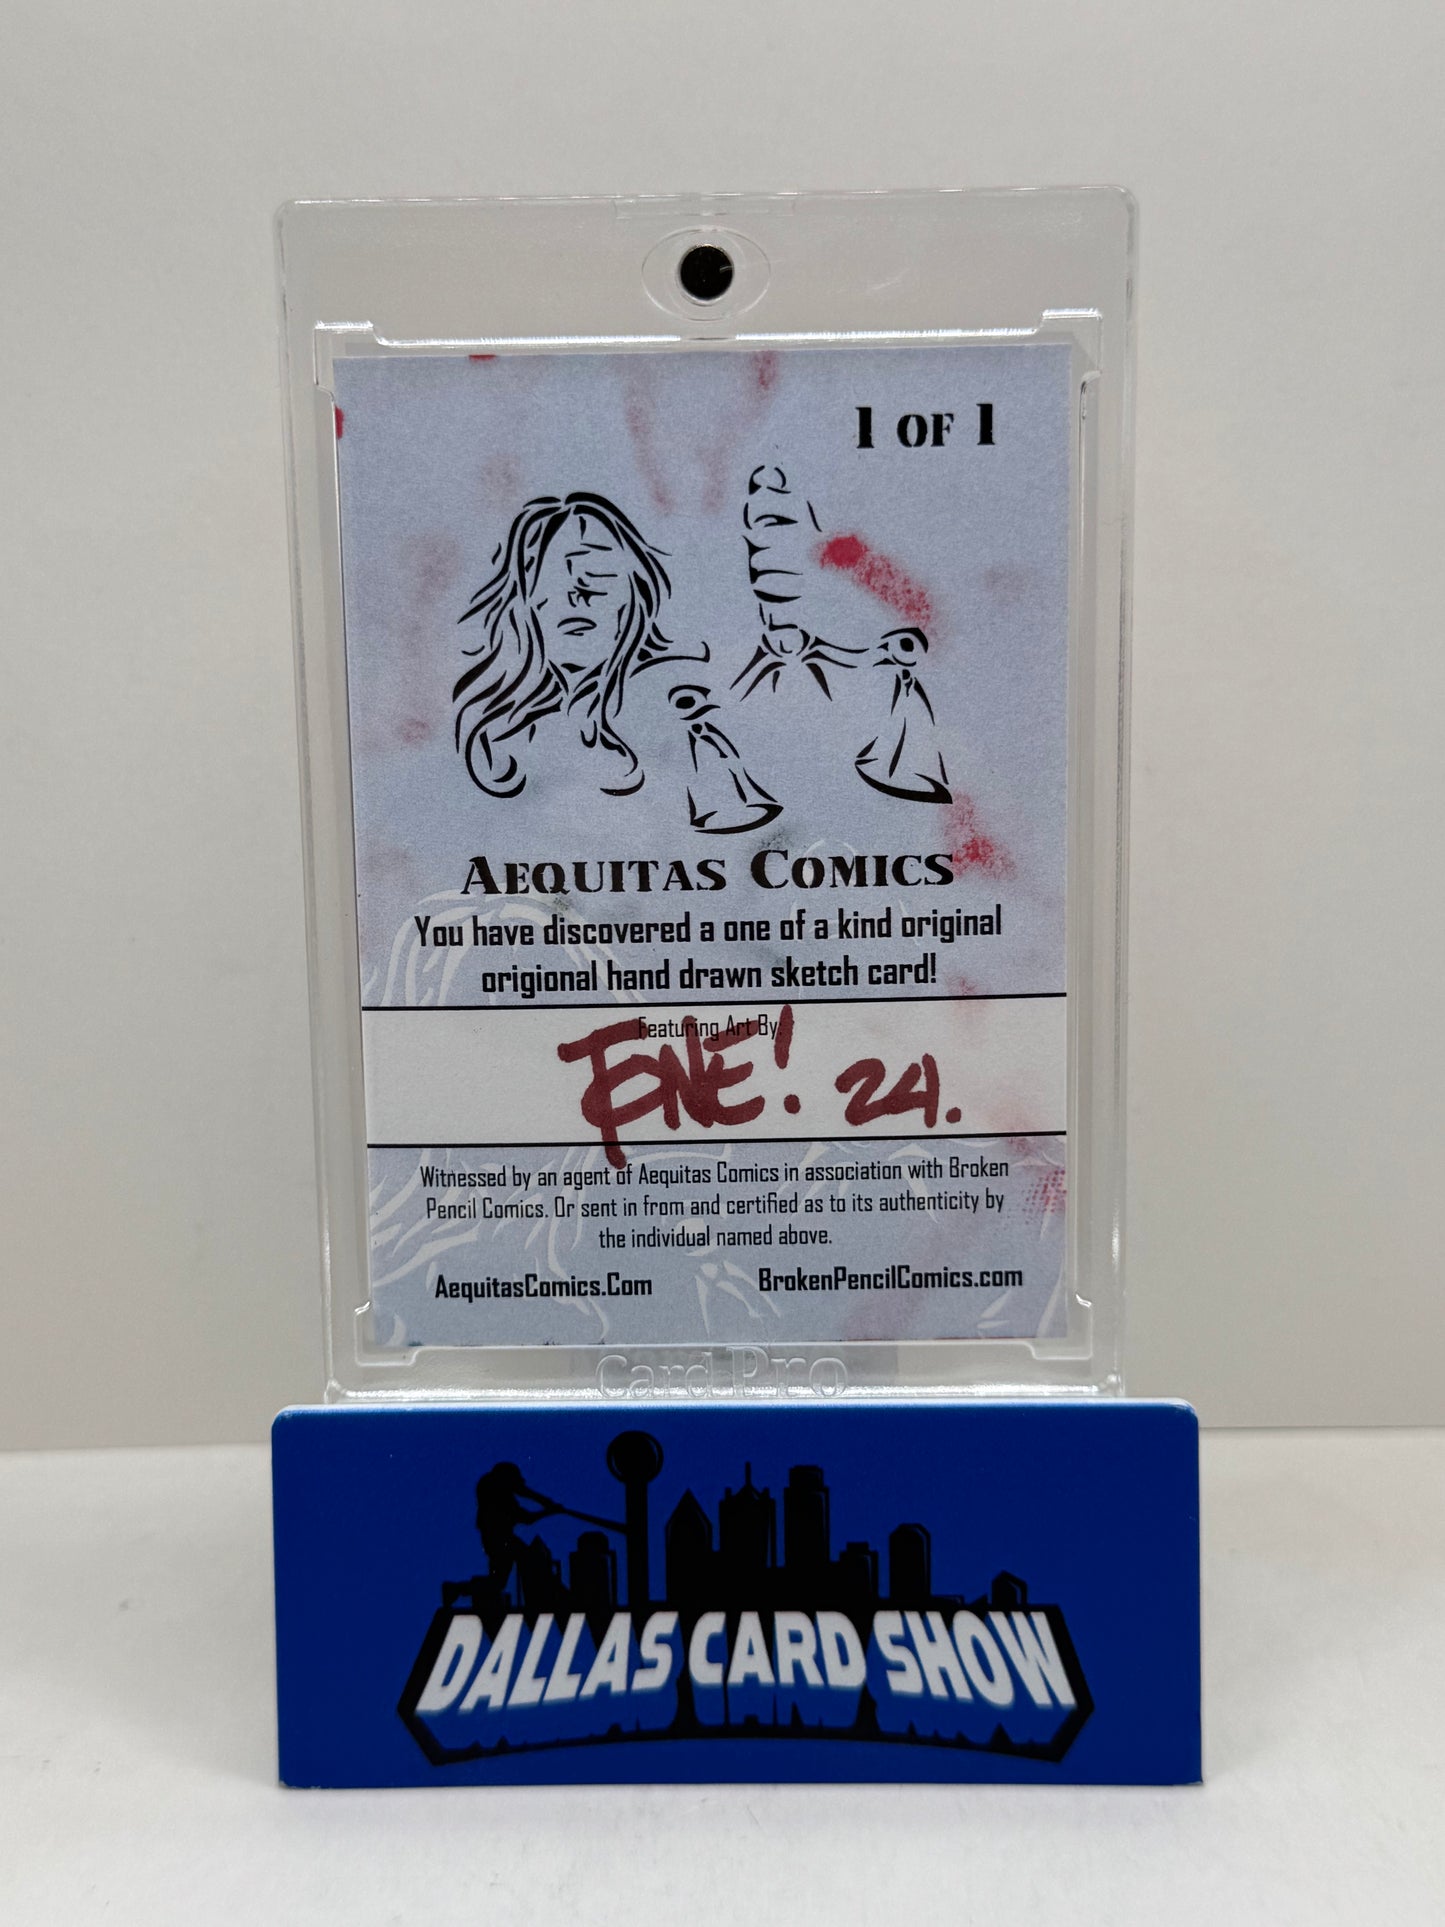 1 OF 1
AEQUITAS COMICS
You have discovered a one of a kind original
origional hand drawn sketch card!
Featuring Art By:
TONE! 24.
Witnessed by an agent of Aequitas Comics in association with Broken
Pencil Comics. Or sent in from and certified as to its authenticity by
the individual named above.
AequitasComics.Com
BrokenPencilComics.com
Card Pro
DALLAS CARD SHOW